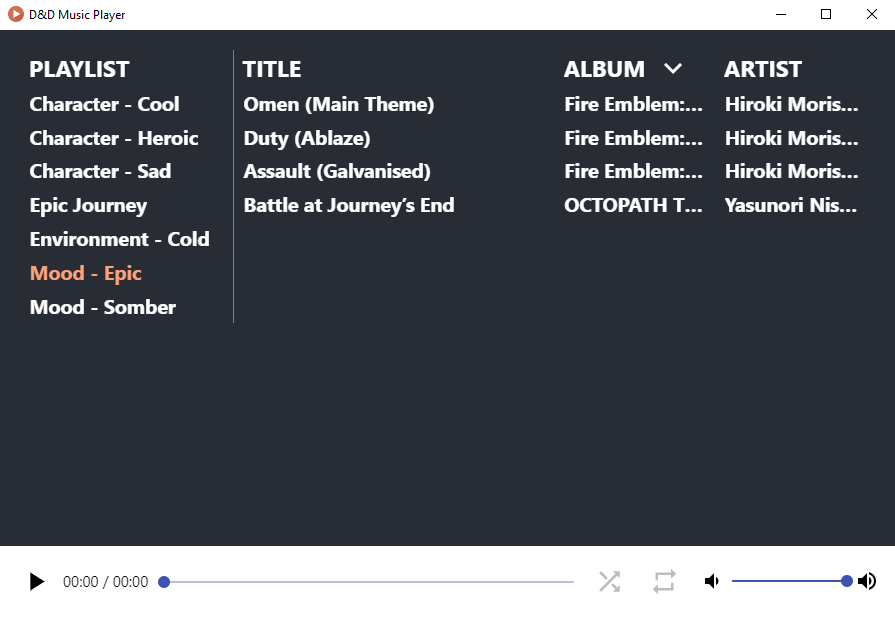 D&D Music Player
PLAYLIST TITLE ALBUM ARTIST
Character - Cool Omen (Main Theme) Fire Emblem:... Hiroki Moris...
Character - Heroic Duty (Ablaze) Fire Emblem:... Hiroki Moris...
Character - Sad Assault (Galvanised) Fire Emblem:... Hiroki Moris...
Epic Journey Battle at Journey’s End OCTOPATH T... Yasunori Nis...
Environment - Cold
Mood - Epic
Mood - Somber
00:00 / 00:00